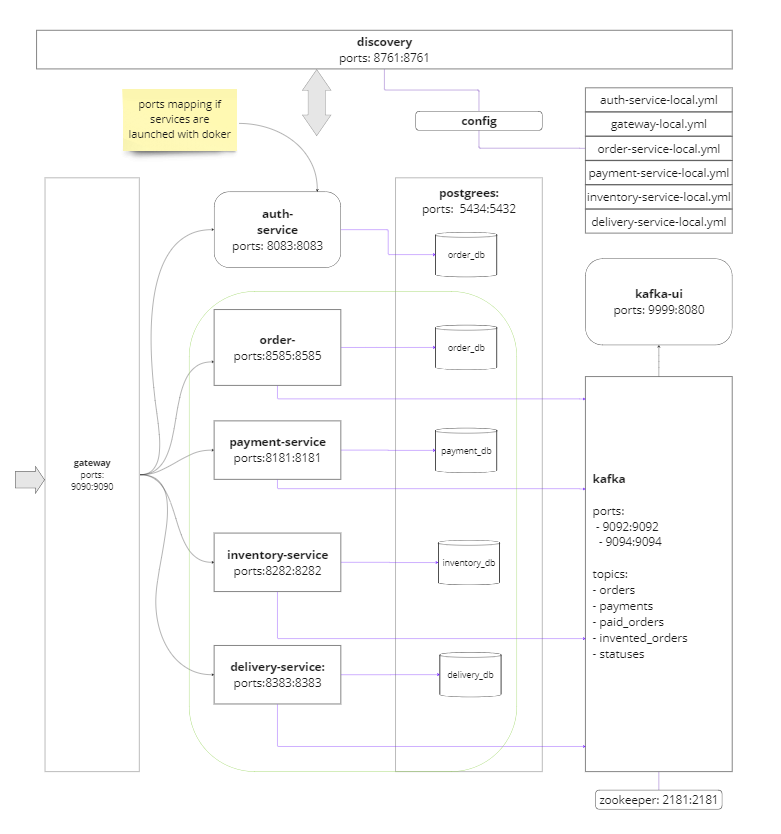 discovery
ports: 8761:8761
ports mapping if
services are
launched with doker
config
auth-service-local.yml
gateway-local.yml
order-service-local.yml
payment-service-local.yml
inventory-service-local.yml
delivery-service-local.yml
auth-
service
ports: 8083:8083
postgrees:
ports:  5434:5432
order_db
kafka-ui
ports: 9999:8080
order-
ports:8585:8585
order_db
gateway
ports:
9090:9090
payment-service
ports:8181:8181
payment_db
inventory-service
ports:8282:8282
inventory_db
delivery-service:
ports:8383:8383
delivery_db
kafka
ports:
- 9092:9092
- 9094:9094
topics:
- orders
- payments
- paid_orders
- invented_orders
- statuses
zookeeper: 2181:2181